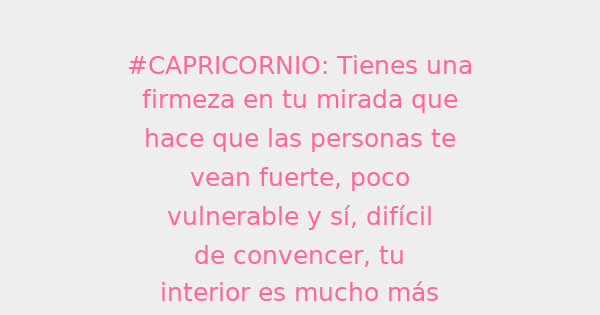 #CAPRICORNIO: Tienes una
firmeza en tu mirada que
hace que las personas te
vean fuerte, poco
vulnerable y sí, difícil
de convencer, tu
interior es mucho más